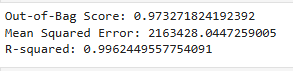 Out-of-Bag Score: 0.973271824192392
Mean Squared Error: 2163428.0447259005
R-squared: 0.9962449557754091